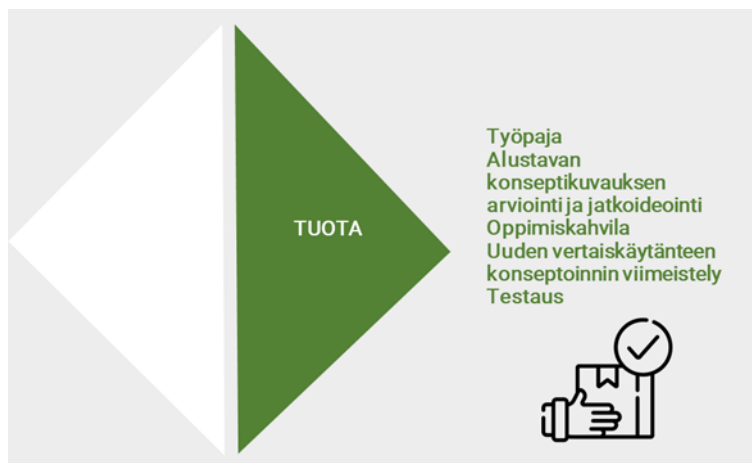 TUOTA
Työpaja
Alustavan
konseptikuvauksen
arviointi ja jatkoideointi
Oppimiskahvila
Uuden vertaiskäytänteen
konseptoinnin viimeistely
Testaus